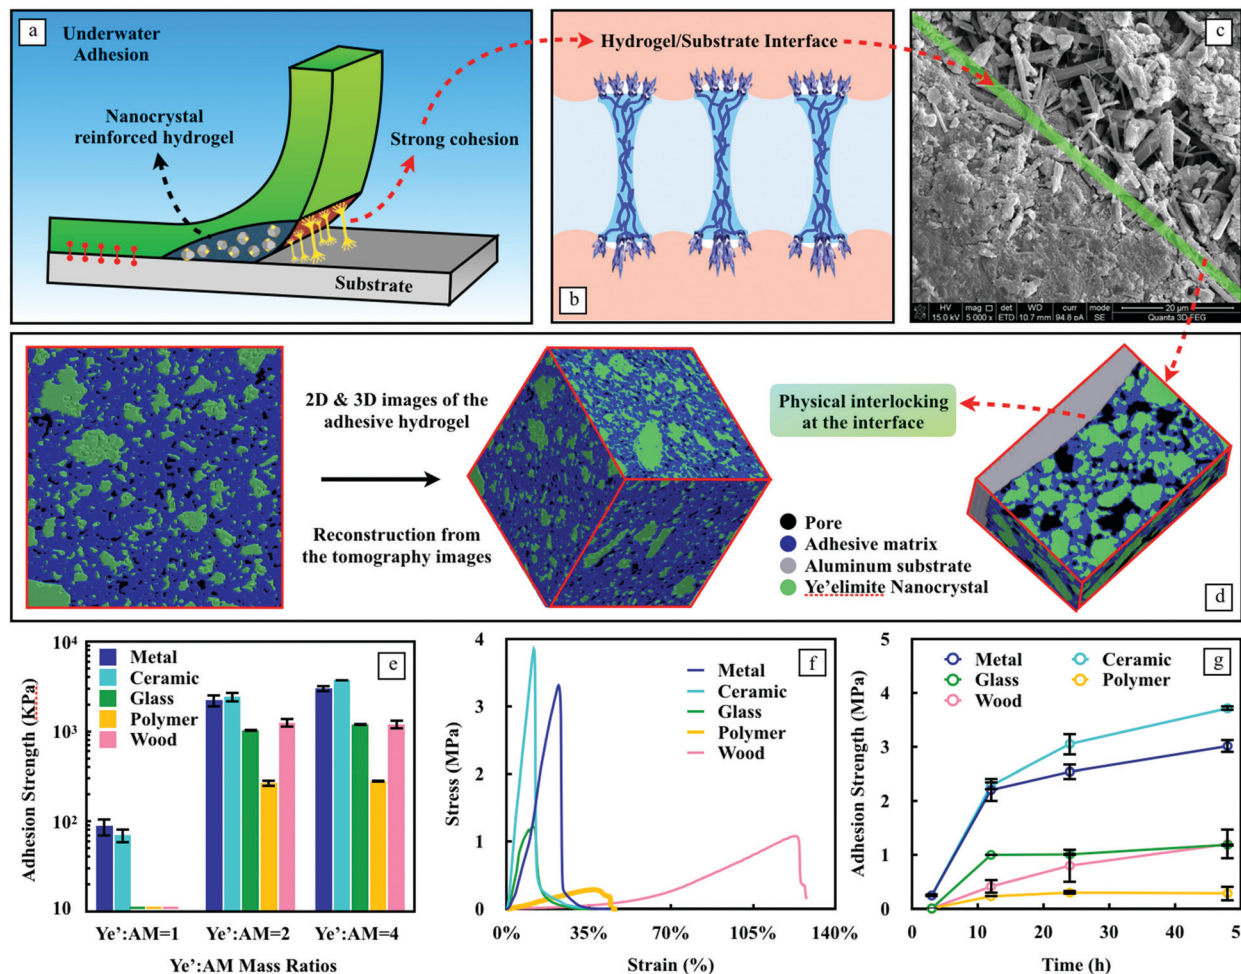 a
Underwater
Adhesion
Nanocrystal
reinforced hydrogel
Strong cohesion
Substrate
Hydrogel/Substrate Interface
b
c
HV
mag
det
WD
curr
mode
20 µm
15.0 kV
5 000 x
ETD
10.7 mm
94.8 pA
SE
Quanta 3D FEG
2D & 3D images of the
adhesive hydrogel
Reconstruction from
the tomography images
Physical interlocking
at the interface
Pore
Adhesive matrix
Aluminum substrate
Ye'elimite Nanocrystal
d
e
Adhesion Strength (KPa)
10⁴
10³
10²
10
Metal
Ceramic
Glass
Polymer
Wood
Ye':AM=1
Ye':AM=2
Ye':AM=4
Ye':AM Mass Ratios
f
Stress (MPa)
4
3
2
1
0
Metal
Ceramic
Glass
Polymer
Wood
0%
35%
70%
105%
140%
Strain (%)
g
Adhesion Strength (MPa)
5
4
3
2
1
0
Metal
Ceramic
Glass
Polymer
Wood
0
10
20
30
40
50
Time (h)